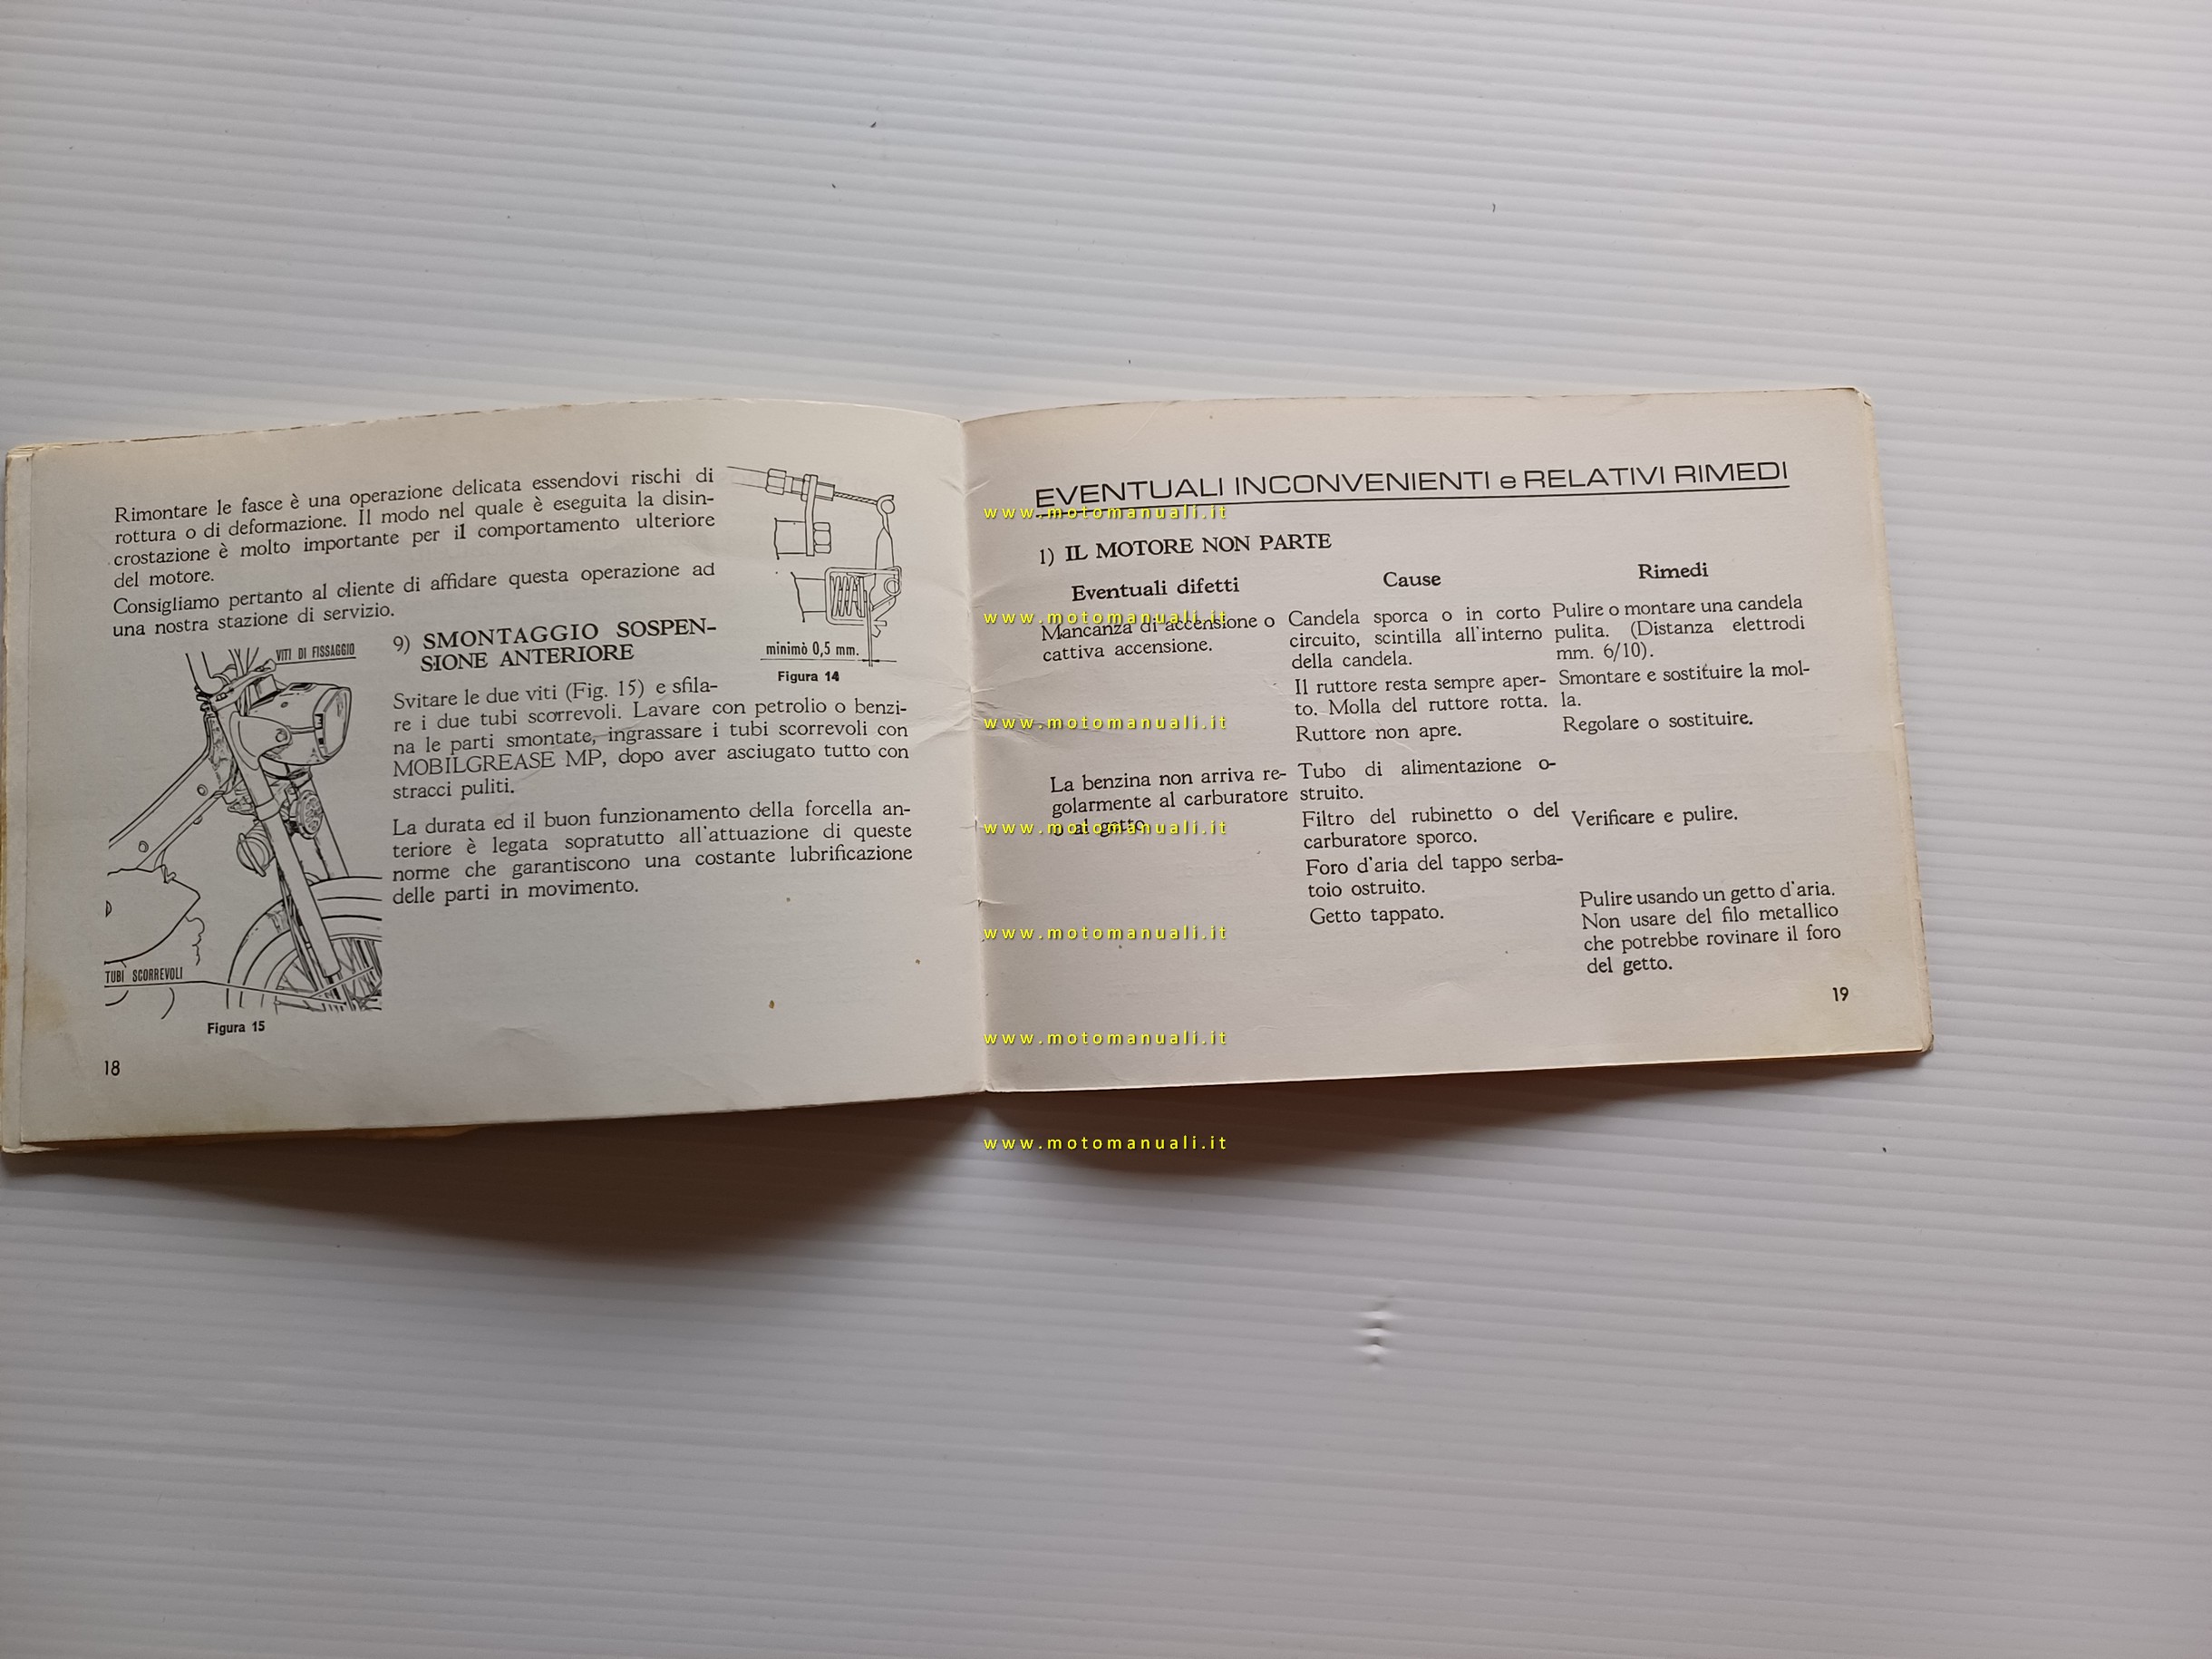 Rimontare le fasce è una operazione delicata essendovi rischi di
rottura o di deformazione. Il modo nel quale è eseguita la disin-
crostazione è molto importante per il comportamento ulteriore
del motore.
Consigliamo pertanto al cliente di affidare questa operazione ad
una nostra stazione di servizio.
minimò 0,5 mm.
Figura 14
VITI DI FISSAGGIO
TUBI SCORREVOLI
Figura 15
9) SMONTAGGIO SOSPEN-
SIONE ANTERIORE
Svitare le due viti (Fig. 15) e sfila-
re i due tubi scorrevoli. Lavare con petrolio o benzi-
na le parti smontate, ingrassare i tubi scorrevoli con
MOBILGREASE MP, dopo aver asciugato tutto con
stracci puliti.
La durata ed il buon funzionamento della forcella an-
teriore è legata sopratutto all'attuazione di queste
norme che garantiscono una costante lubrificazione
delle parti in movimento.
18
EVENTUALI INCONVENIENTI e RELATIVI RIMEDI
1) IL MOTORE NON PARTE
Eventuali difetti
Mancanza di accensione o
cattiva accensione.
La benzina non arriva re-
golarmente al carburatore
o al getto.
Cause
Candela sporca o in corto
circuito, scintilla all'interno
della candela.
Il ruttore resta sempre aper-
to. Molla del ruttore rotta.
Ruttore non apre.
Tubo di alimentazione o-
struito.
Filtro del rubinetto o del
carburatore sporco.
Foro d'aria del tappo serba-
toio ostruito.
Getto tappato.
Rimedi
Pulire o montare una candela
pulita. (Distanza elettrodi
mm. 6/10).
Smontare e sostituire la mol-
la.
Regolare o sostituire.
Verificare e pulire.
Pulire usando un getto d'aria.
Non usare del filo metallico
che potrebbe rovinare il foro
del getto.
19
www.motomanuali.it
www.motomanuali.it
www.motomanuali.it
www.motomanuali.it
www.motomanuali.it
www.motomanuali.it
www.motomanuali.it